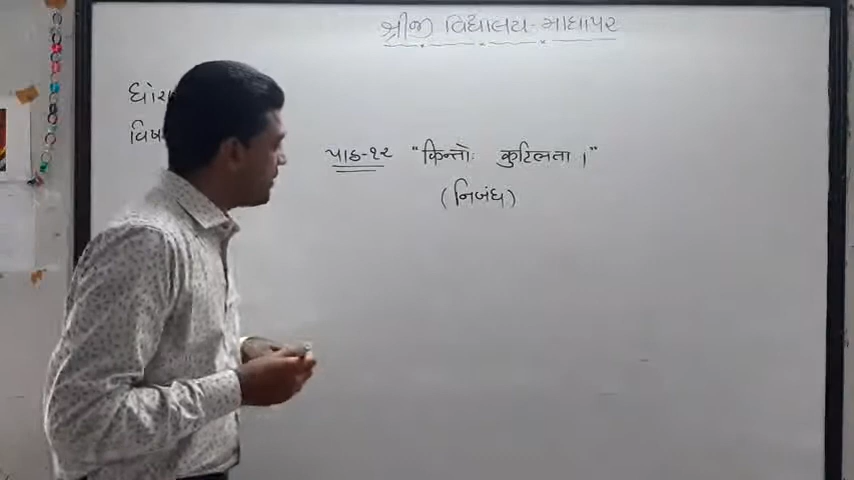 શ્રીજી વિદ્યાલય - માધાપર
પાઠ-૧૨ "किन्तोः कुटिलता ।"
(નિબંધ)